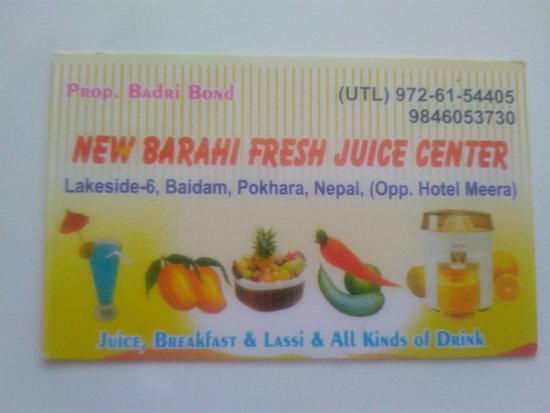 Prop. Badri Bond
(UTL) 972-61-54405
9846053730
NEW BARAHI FRESH JUICE CENTER
Lakeside-6, Baidam, Pokhara, Nepal, (Opp. Hotel Meera)
Juice, Breakfast & Lassi & All Kinds of Drink